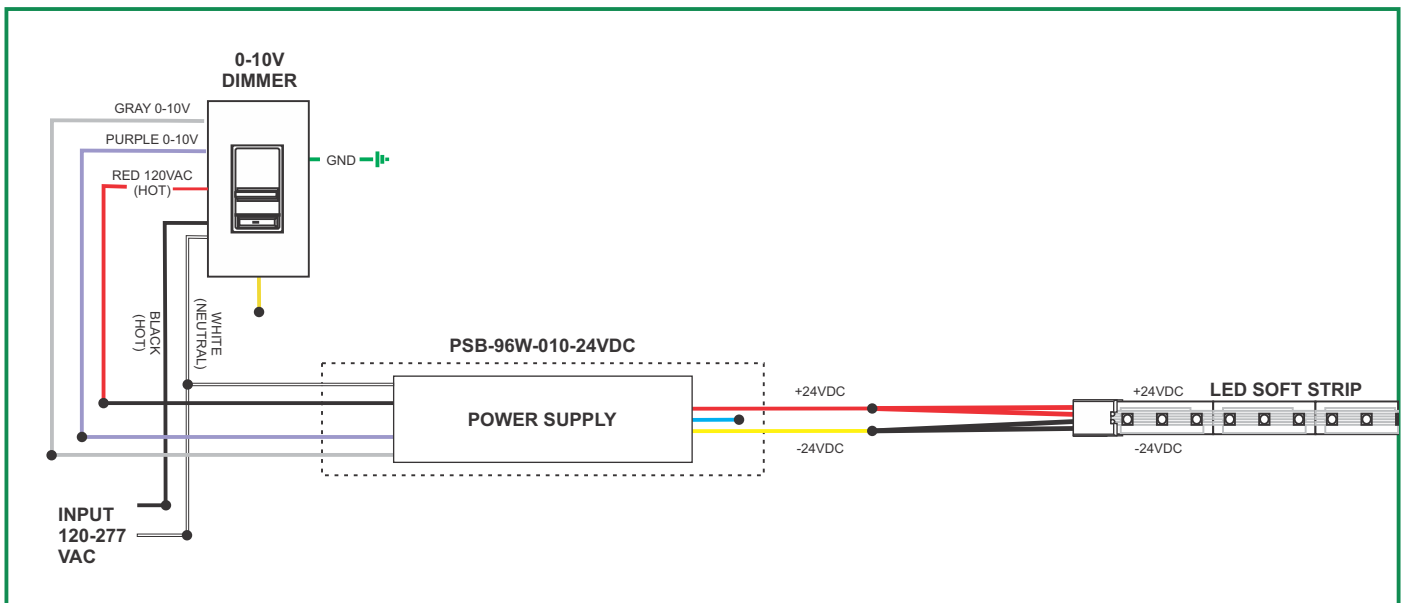 0-10V
DIMMER
GRAY 0-10V
PURPLE 0-10V
RED 120VAC
(HOT)
GND
BLACK
(HOT)
WHITE
(NEUTRAL)
PSB-96W-010-24VDC
POWER SUPPLY
+24VDC
-24VDC
+24VDC
LED SOFT STRIP
-24VDC
INPUT
120-277
VAC